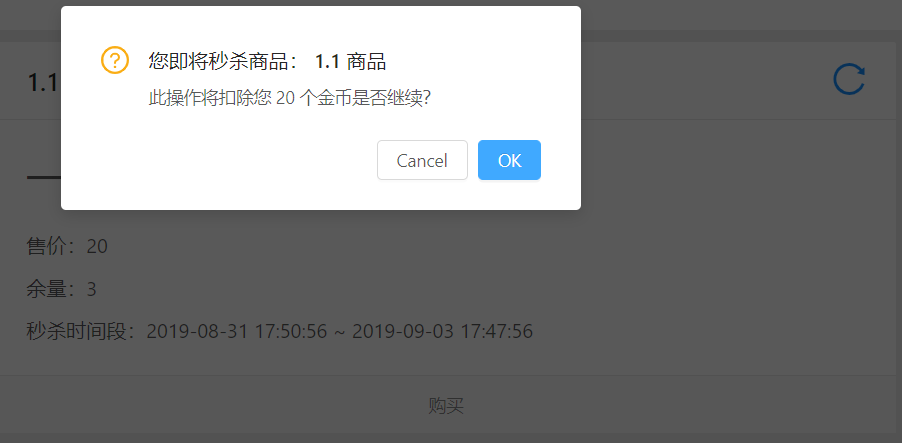 您即将秒杀商品： 1.1 商品
此操作将扣除您 20 个金币是否继续?
Cancel
OK
1.1
售价：20
余量：3
秒杀时间段：2019-08-31 17:50:56 ~ 2019-09-03 17:47:56
购买